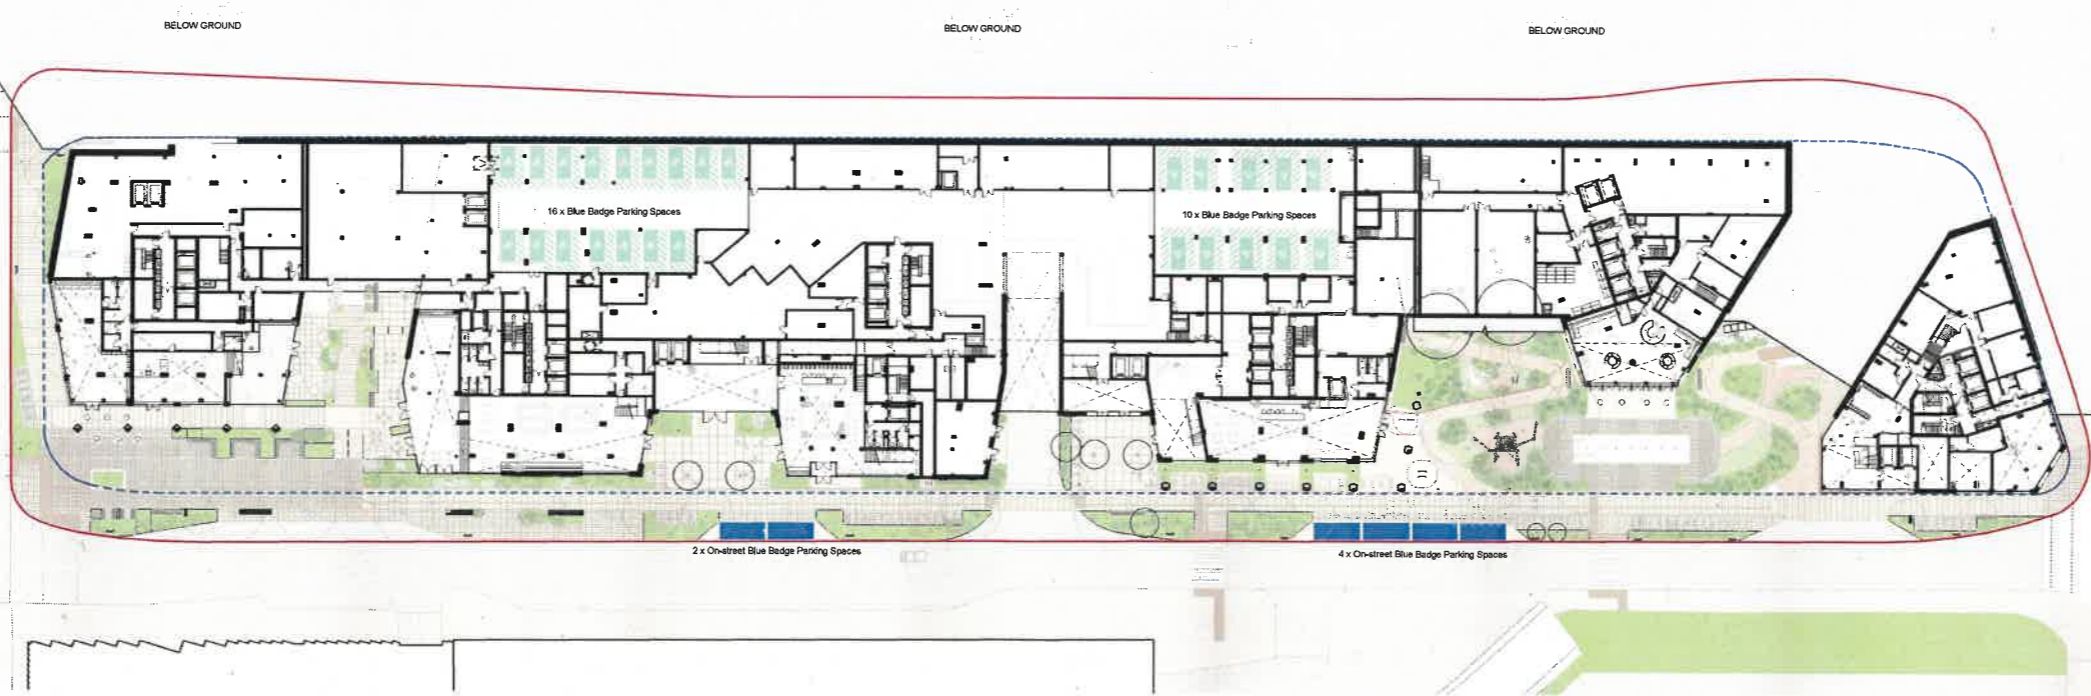 BELOW GROUND
BELOW GROUND
BELOW GROUND
16 x Blue Badge Parking Spaces
10 x Blue Badge Parking Spaces
2 x On-street Blue Badge Parking Spaces
4 x On-street Blue Badge Parking Spaces